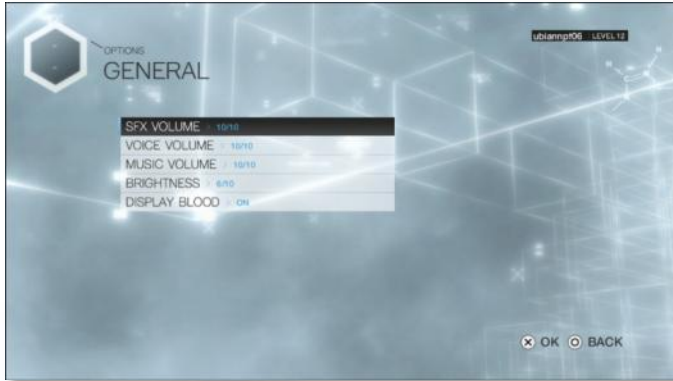 OPTIONS
GENERAL
ubiannpt06 LEVEL 12
SFX VOLUME 10/10
VOICE VOLUME 10/10
MUSIC VOLUME 10/10
BRIGHTNESS 6/10
DISPLAY BLOOD ON
OK BACK